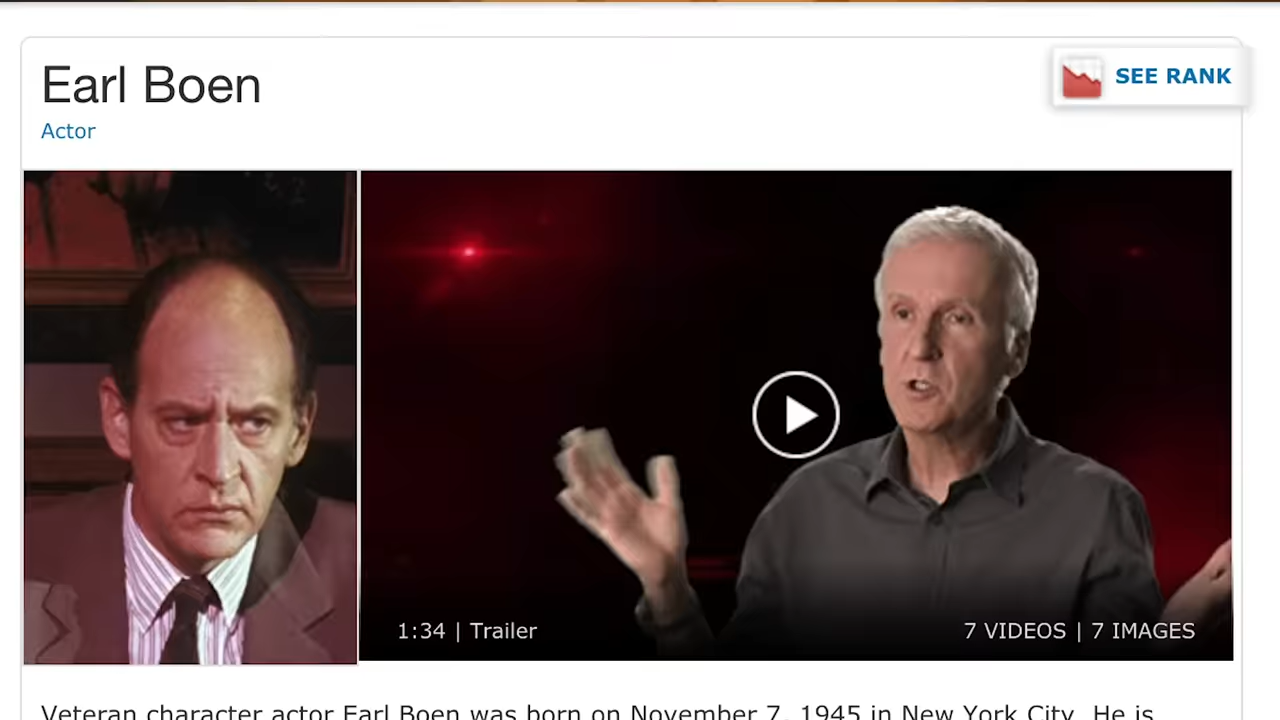 Earl Boen
SEE RANK
Actor
1:34 | Trailer
7 VIDEOS | 7 IMAGES
Veteran character actor Earl Boen was born on November 7, 1945 in New York City. He is